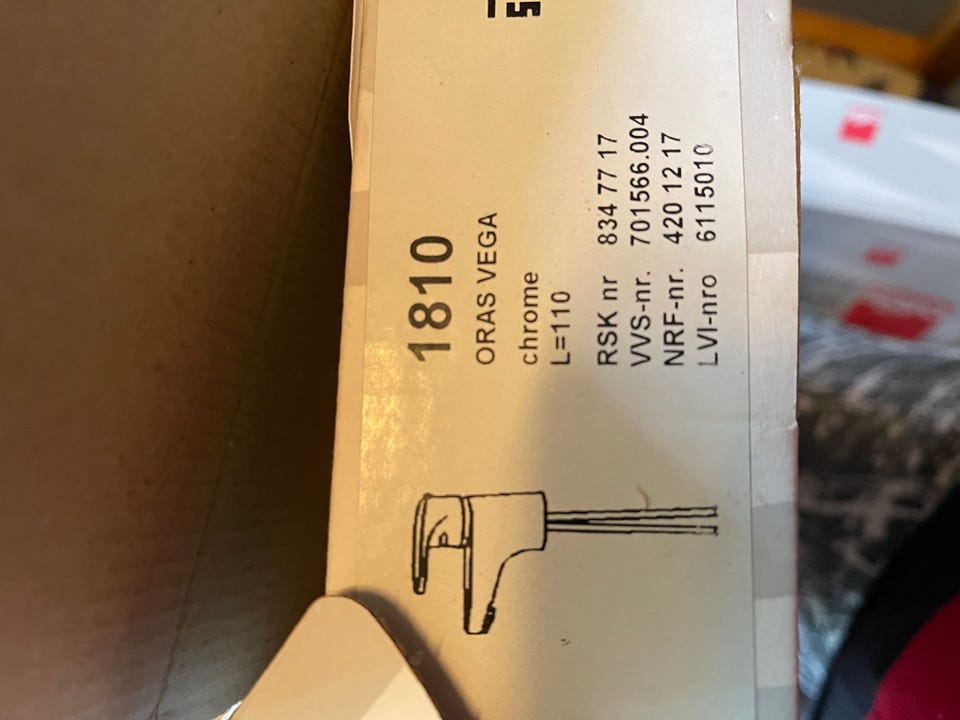 1810
ORAS VEGA
chrome
L=110
RSK nr 834 77 17
VVS-nr. 701566.004
NRF-nr. 420 12 17
LVI-nro 6115010